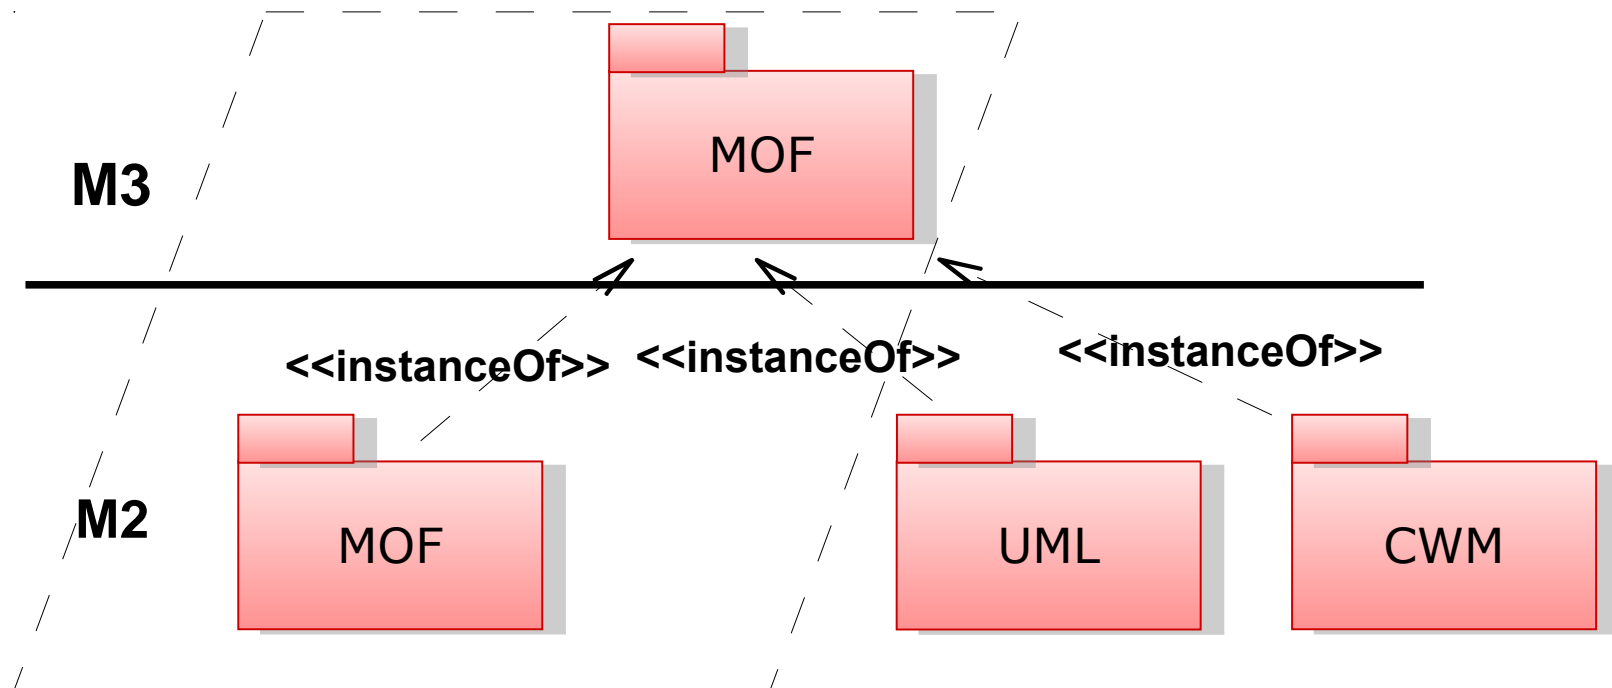 MOF
M3
<<instanceOf>> <<instanceOf>> <<instanceOf>>
M2
MOF UML CWM